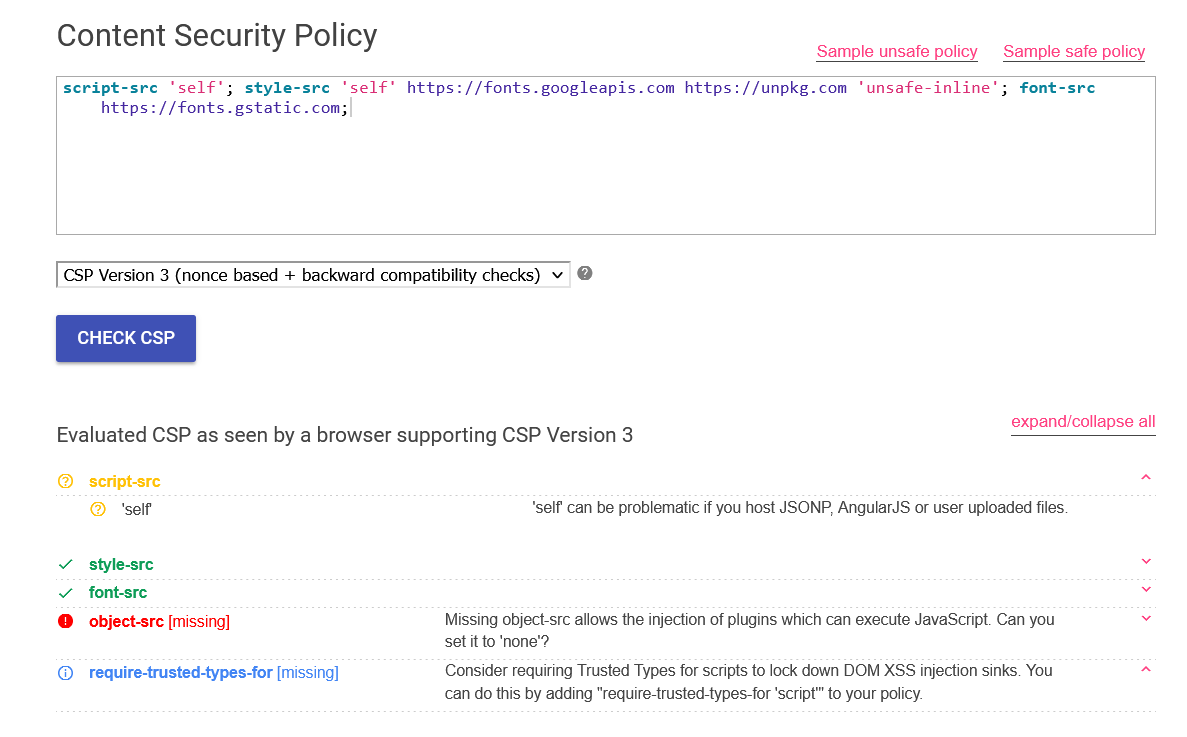 Content Security Policy
Sample unsafe policy Sample safe policy
script-src 'self'; style-src 'self' https://fonts.googleapis.com https://unpkg.com 'unsafe-inline'; font-src
https://fonts.gstatic.com;
CSP Version 3 (nonce based + backward compatibility checks)
CHECK CSP
expand/collapse all
Evaluated CSP as seen by a browser supporting CSP Version 3
script-src
'self' 'self' can be problematic if you host JSONP, AngularJS or user uploaded files.
style-src
font-src
object-src [missing] Missing object-src allows the injection of plugins which can execute JavaScript. Can you
set it to 'none'?
require-trusted-types-for [missing] Consider requiring Trusted Types for scripts to lock down DOM XSS injection sinks. You
can do this by adding "require-trusted-types-for 'script'" to your policy.